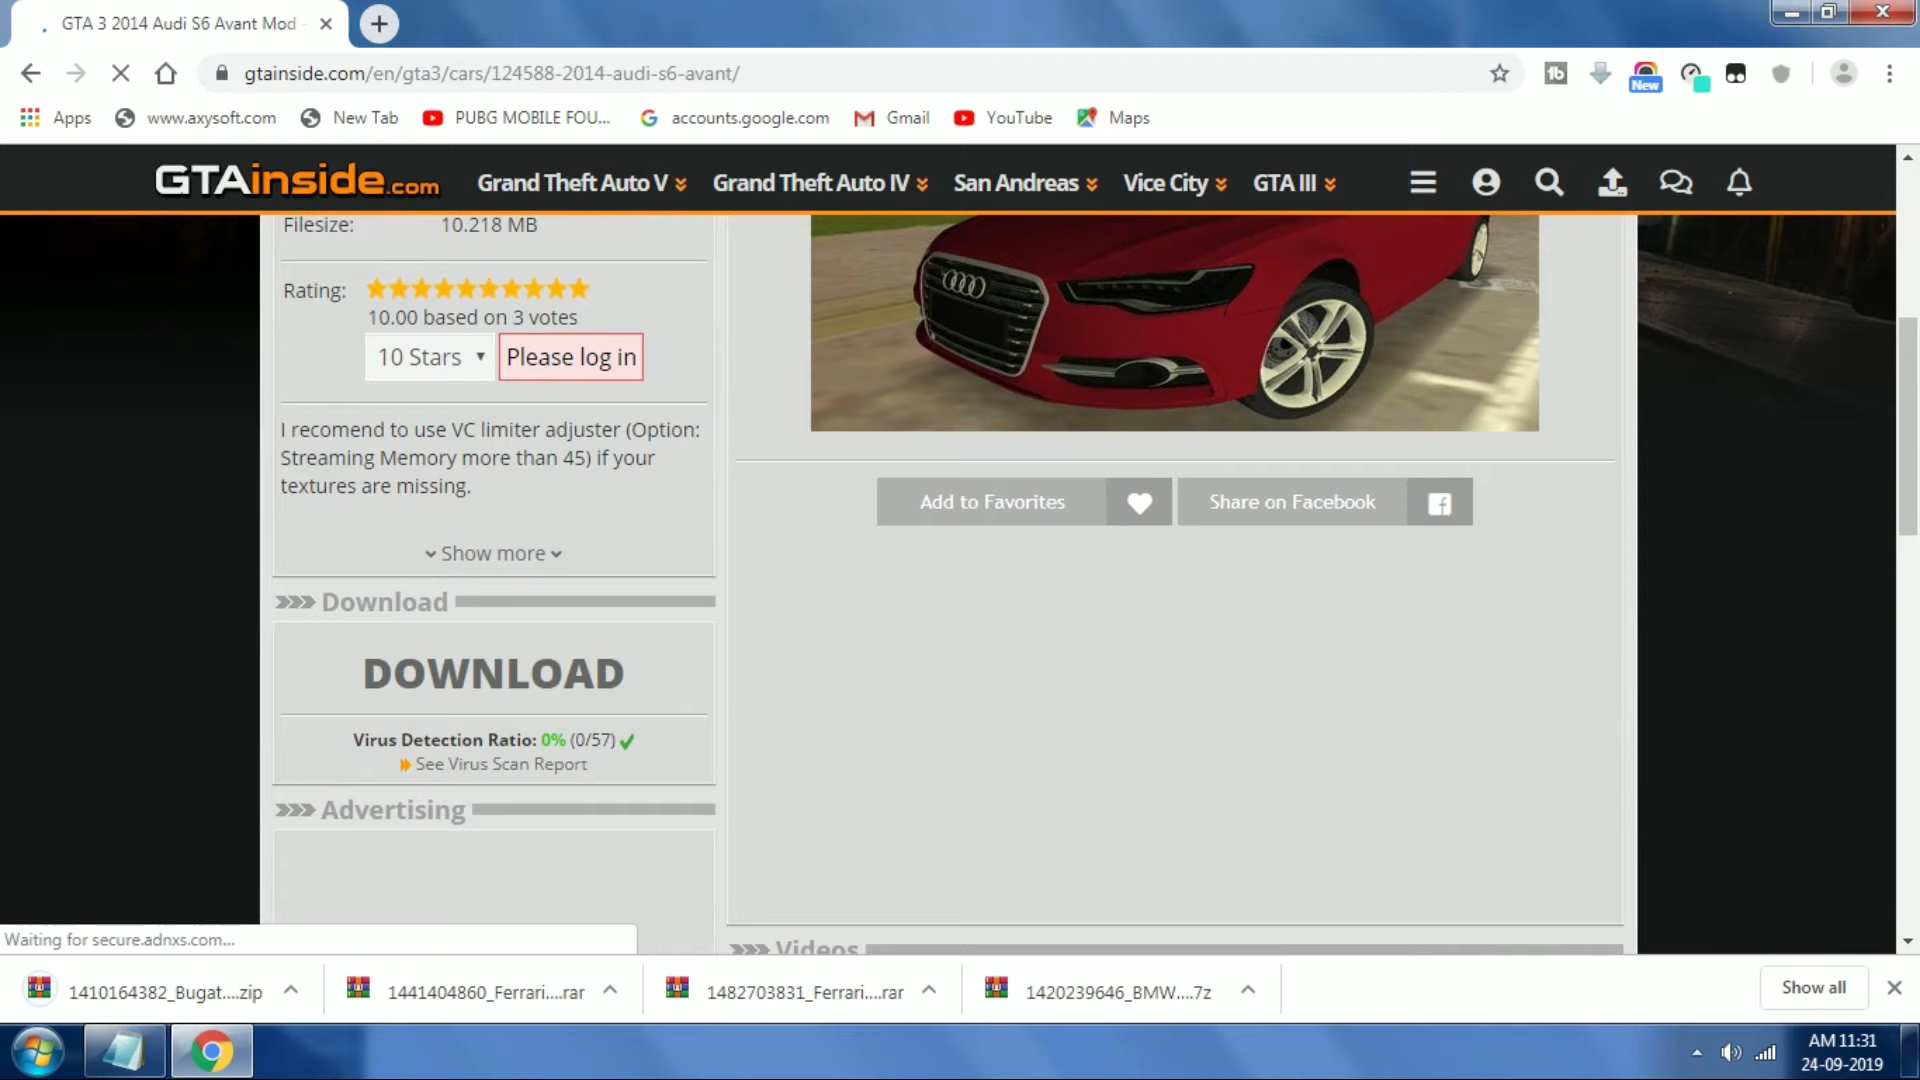 GTA 3 2014 Audi S6 Avant Mod -
gtainside.com/en/gta3/cars/124588-2014-audi-s6-avant/
New
Apps
www.axysoft.com
New Tab
PUBG MOBILE FOU...
accounts.google.com
Gmail
YouTube
Maps
GTAinside.com
Grand Theft Auto V
Grand Theft Auto IV
San Andreas
Vice City
GTA III
Filesize: 10.218 MB
Rating:
10.00 based on 3 votes
10 Stars
Please log in
I recomend to use VC limiter adjuster (Option:
Streaming Memory more than 45) if your
textures are missing.
Show more
Add to Favorites
Share on Facebook
Download
DOWNLOAD
Virus Detection Ratio: 0% (0/57)
See Virus Scan Report
Advertising
Videos
Waiting for secure.adnxs.com...
1410164382_Bugat....zip
1441404860_Ferrari....rar
1482703831_Ferrari....rar
1420239646_BMW....7z
Show all
AM 11:31
24-09-2019